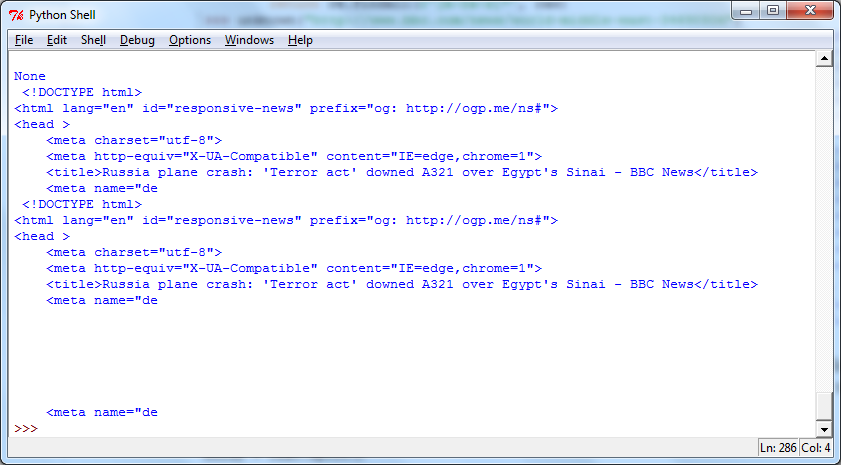 Python Shell
File Edit Shell Debug Options Windows Help
None
<!DOCTYPE html>
<html lang="en" id="responsive-news" prefix="og: http://ogp.me/ns#">
<head >
<meta charset="utf-8">
<meta http-equiv="X-UA-Compatible" content="IE=edge,chrome=1">
<title>Russia plane crash: 'Terror act' downed A321 over Egypt's Sinai - BBC News</title>
<meta name="de
<!DOCTYPE html>
<html lang="en" id="responsive-news" prefix="og: http://ogp.me/ns#">
<head >
<meta charset="utf-8">
<meta http-equiv="X-UA-Compatible" content="IE=edge,chrome=1">
<title>Russia plane crash: 'Terror act' downed A321 over Egypt's Sinai - BBC News</title>
<meta name="de
<meta name="de
>>>
Ln: 286 Col: 4